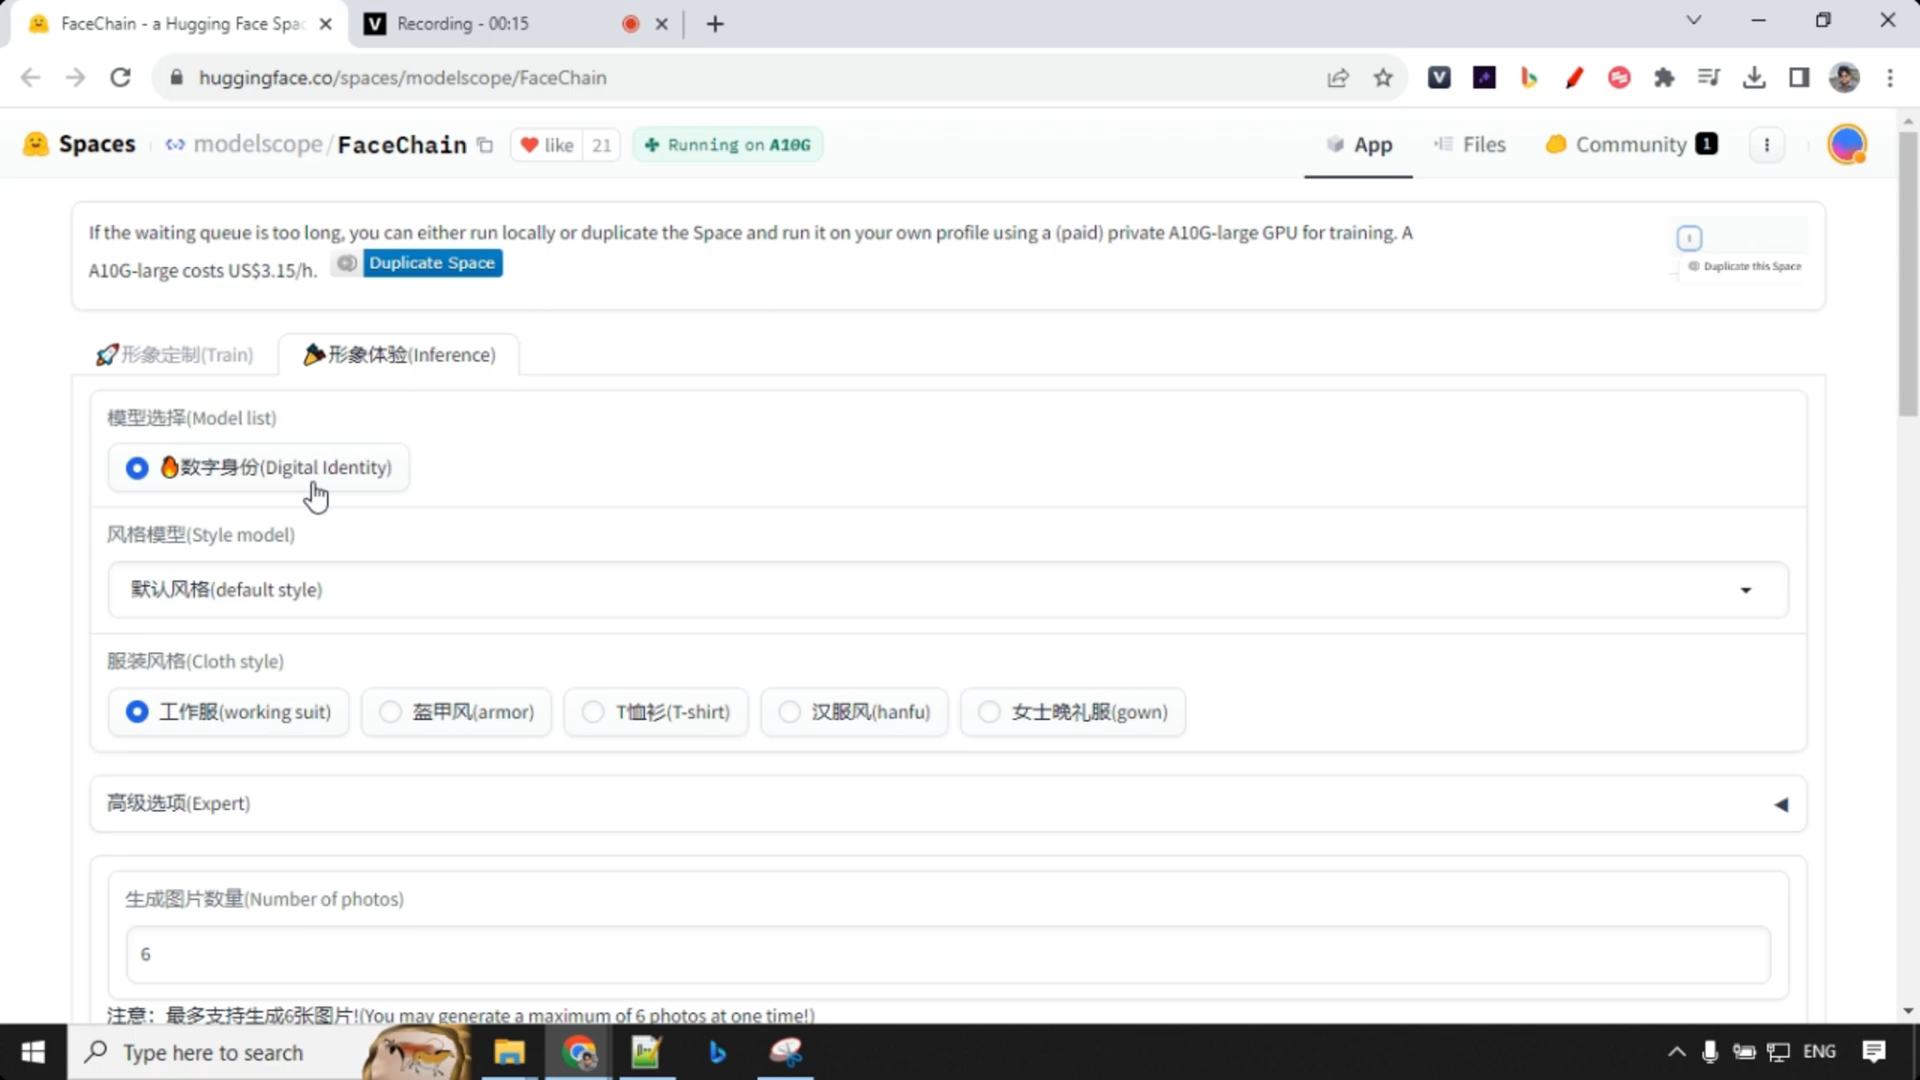 FaceChain - a Hugging Face Spac
Recording - 00:15
huggingface.co/spaces/modelscope/FaceChain
Spaces
modelscope/FaceChain
like
21
Running on A10G
App
Files
Community 1
If the waiting queue is too long, you can either run locally or duplicate the Space and run it on your own profile using a (paid) private A10G-large GPU for training. A
A10G-large costs US$3.15/h.
Duplicate Space
Duplicate this Space
形象定制(Train)
形象体验(Inference)
模型选择(Model list)
数字身份(Digital Identity)
风格模型(Style model)
默认风格(default style)
服装风格(Cloth style)
工作服(working suit)
盔甲风(armor)
T恤衫(T-shirt)
汉服风(hanfu)
女士晚礼服(gown)
高级选项(Expert)
生成图片数量(Number of photos)
6
注意：最多支持生成6张图片!(You may generate a maximum of 6 photos at one time!)
Type here to search
ENG